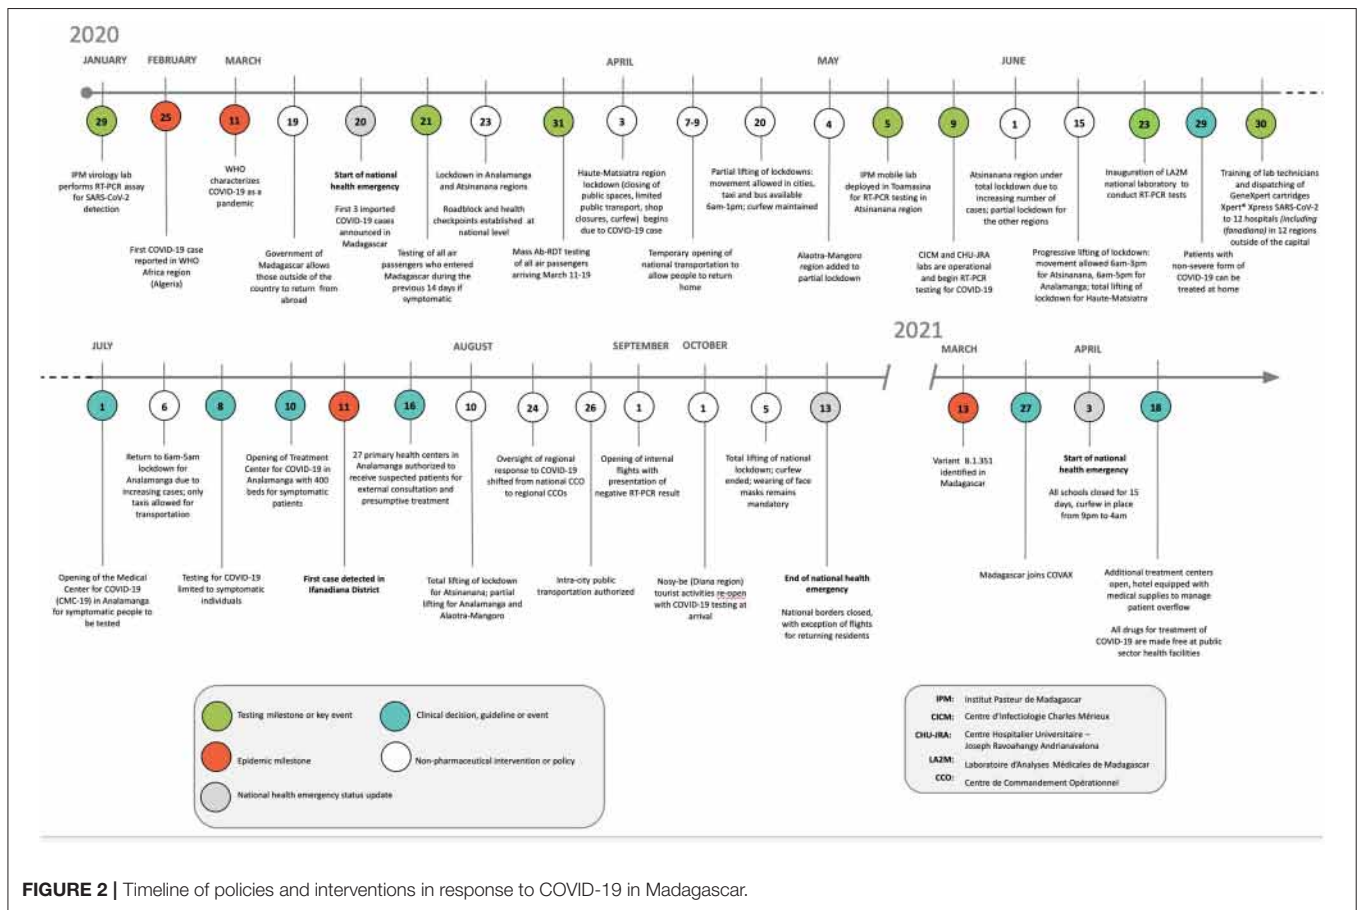 2020
JANUARY
FEBRUARY
MARCH
APRIL
MAY
JUNE
29
25
11
19
20
21
23
31
3
7-9
20
4
5
9
1
15
23
29
30
IPM virology lab
performs RT-PCR assay
for SARS-CoV-2
detection
First COVID-19 case
reported in WHO
Africa region
(Algeria)
WHO
characterizes
COVID-19 as a
pandemic
Government of
Madagascar allows
those outside of the
country to return from
abroad
Start of national
health emergency
First 3 imported
COVID-19 cases
announced in
Madagascar
Testing of all air
passengers who entered
Madagascar during the
previous 14 days if
symptomatic
Lockdown in Analamanga
and Atsinanana regions
Roadblock and health
checkpoints established at
national level
Mass Ab-RDT testing
of all air passengers
arriving March 11-19
Haute-Matsiatra region
lockdown (closing of
public spaces, limited
public transport, shop
closures, curfew) begins
due to COVID-19 case
Temporary opening of
national transportation to
allow people to return
home
Partial lifting of lockdowns:
movement allowed in cities,
taxi and bus available
6am-1pm; curfew maintained
Alaotra-Mangoro
region added to
partial lockdown
IPM mobile lab
deployed in Toamasina
for RT-PCR testing in
Atsinanana region
CICM and CHU-JRA
labs are operational
and begin RT-PCR
testing for COVID-19
Atsinanana region under
total lockdown due to
increasing number of
cases; partial lockdown for
the other regions
Progressive lifting of lockdown:
movement allowed 6am-3pm
for Atsinanana, 6am-5pm for
Analamanga; total lifting of
lockdown for Haute-Matsiatra
Inauguration of LA2M
national laboratory to
conduct RT-PCR tests
Patients with
non-severe form of
COVID-19 can be
treated at home
Training of lab technicians
and dispatching of
GeneXpert cartridges
Xpert® Xpress SARS-CoV-2
to 12 hospitals (including
Ifanadiana) in 12 regions
outside of the capital
JULY
AUGUST
SEPTEMBER
OCTOBER
2021
MARCH
APRIL
1
6
8
10
11
16
10
24
26
1
1
5
13
13
27
3
18
Opening of the Medical
Center for COVID-19
(CMC-19) in Analamanga
for symptomatic people to
be tested
Return to 6am-5am
lockdown for
Analamanga due to
increasing cases; only
taxis allowed for
transportation
Testing for COVID-19
limited to symptomatic
individuals
Opening of Treatment
Center for COVID-19 in
Analamanga with 400
beds for symptomatic
patients
First case detected in
Ifanadiana District
27 primary health centers in
Analamanga authorized to
receive suspected patients for
external consultation and
presumptive treatment
Total lifting of lockdown
for Atsinanana; partial
lifting for Analamanga and
Alaotra-Mangoro
Oversight of regional
response to COVID-19
shifted from national CCO
to regional CCOs
Intra-city public
transportation authorized
Opening of internal
flights with
presentation of
negative RT-PCR result
Nosy-be (Diana region)
tourist activities re-open
with COVID-19 testing at
arrival
Total lifting of national
lockdown; curfew
ended; wearing of face
masks remains
mandatory
End of national health
emergency
National borders closed,
with exception of flights
for returning residents
Variant B.1.351
identified in
Madagascar
Madagascar joins COVAX
Start of national
health emergency
All schools closed for 15
days, curfew in place
from 9pm to 4am
Additional treatment centers
open, hotel equipped with
medical supplies to manage
patient overflow
All drugs for treatment of
COVID-19 are made free at public
sector health facilities
Testing milestone or key event
Epidemic milestone
National health emergency status update
Clinical decision, guideline or event
Non-pharmaceutical intervention or policy
IPM: Institut Pasteur de Madagascar
CICM: Centre d'Infectiologie Charles Mérieux
CHU-JRA: Centre Hospitalier Universitaire –
Joseph Ravoahangy Andrianavalona
LA2M: Laboratoire d'Analyses Médicales de Madagascar
CCO: Centre de Commandement Opérationnel
FIGURE 2 | Timeline of policies and interventions in response to COVID-19 in Madagascar.